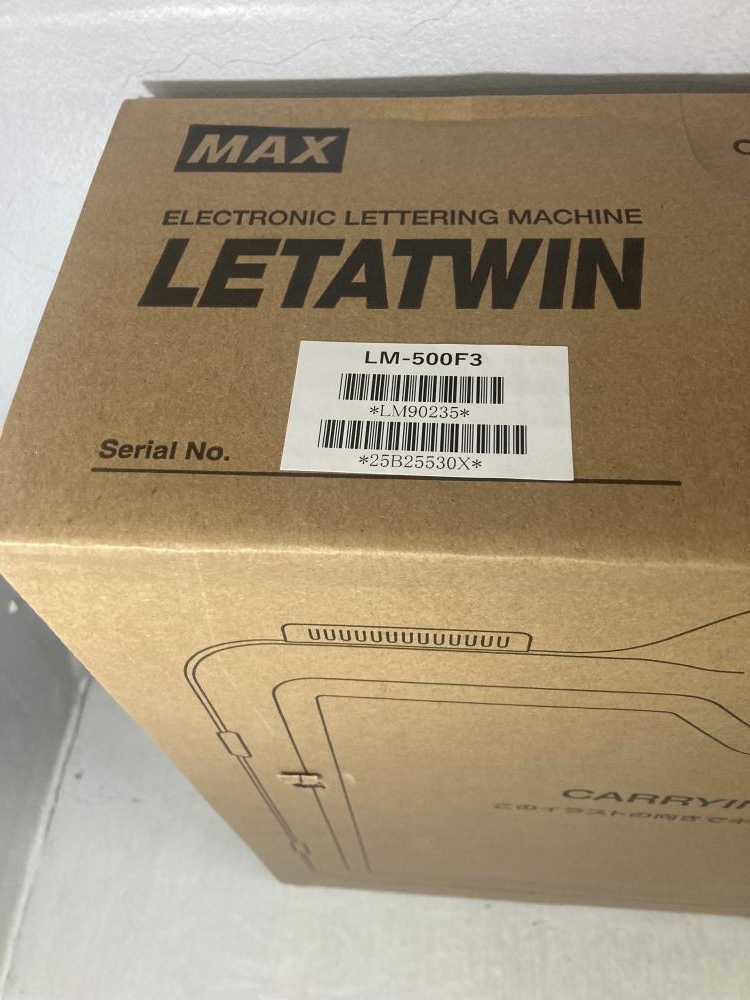 MAX
ELECTRONIC LETTERING MACHINE
LETATWIN
LM-500F3
*LM90235*
Serial No.
*25B25530X*